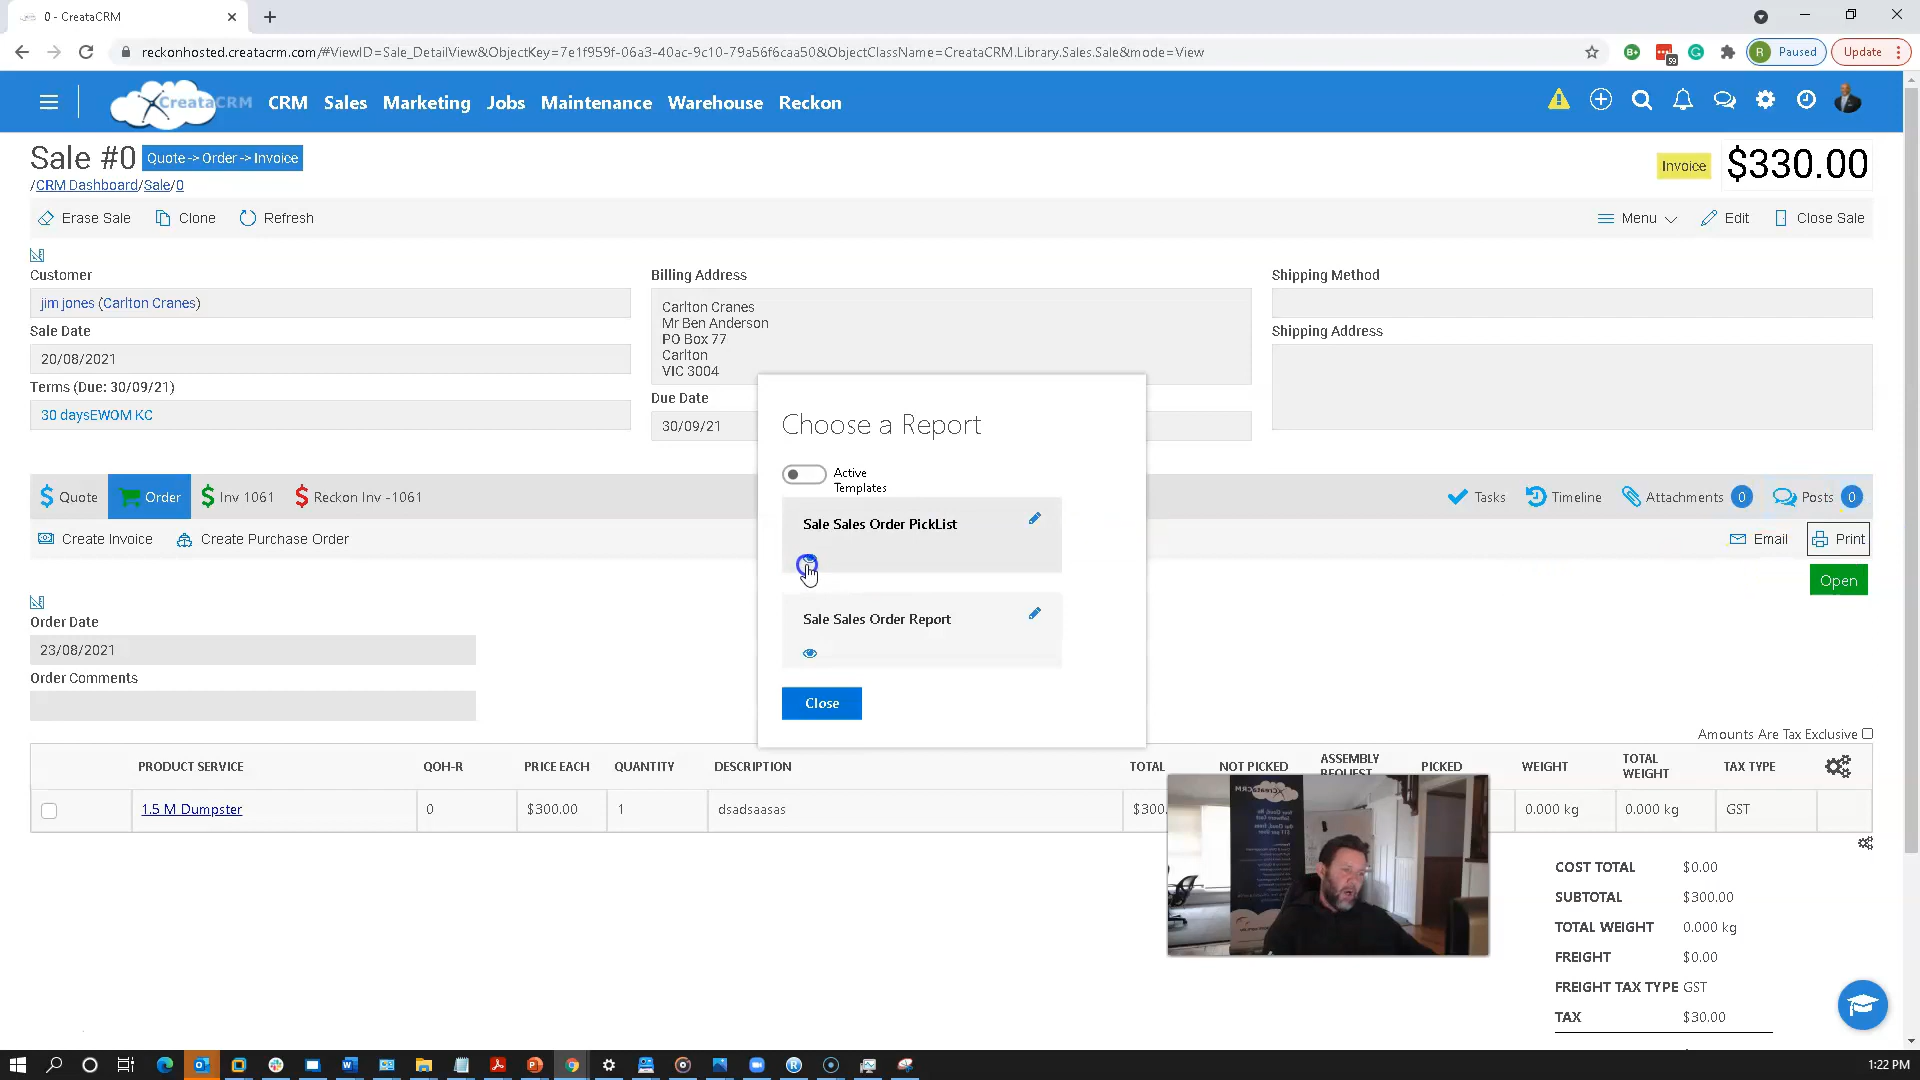 0 - CreataCRM
reckonhosted.creatacrm.com/#ViewID=Sale_DetailView&ObjectKey=7e1f959f-06a3-40ac-9c10-79a56f6caa50&ObjectClassName=CreataCRM.Library.Sales.Sale&mode=View
59
R Paused
Update
CreataCRM CRM Sales Marketing Jobs Maintenance Warehouse Reckon
Sale #0 Quote -> Order -> Invoice
Invoice $330.00
/CRM Dashboard/Sale/0
Erase Sale Clone Refresh
Menu Edit Close Sale
Customer
jim jones (Carlton Cranes)
Sale Date
20/08/2021
Terms (Due: 30/09/21)
30 daysEWOM KC
Billing Address
Carlton Cranes
Mr Ben Anderson
PO Box 77
Carlton
VIC 3004
Due Date
30/09/21
Shipping Method
Shipping Address
Quote Order Inv 1061 Reckon Inv -1061
Tasks Timeline Attachments 0 Posts 0
Create Invoice Create Purchase Order
Email Print
Open
Choose a Report
Active
Templates
Sale Sales Order PickList
Sale Sales Order Report
Close
Order Date
23/08/2021
Order Comments
Amounts Are Tax Exclusive
PRODUCT SERVICE QOH-R PRICE EACH QUANTITY DESCRIPTION TOTAL NOT PICKED ASSEMBLY REQUEST PICKED WEIGHT TOTAL WEIGHT TAX TYPE
1.5 M Dumpster 0 $300.00 1 dsadsaasas $300. 0.000 kg 0.000 kg GST
COST TOTAL $0.00
SUBTOTAL $300.00
TOTAL WEIGHT 0.000 kg
FREIGHT $0.00
FREIGHT TAX TYPE GST
TAX $30.00
1:22 PM